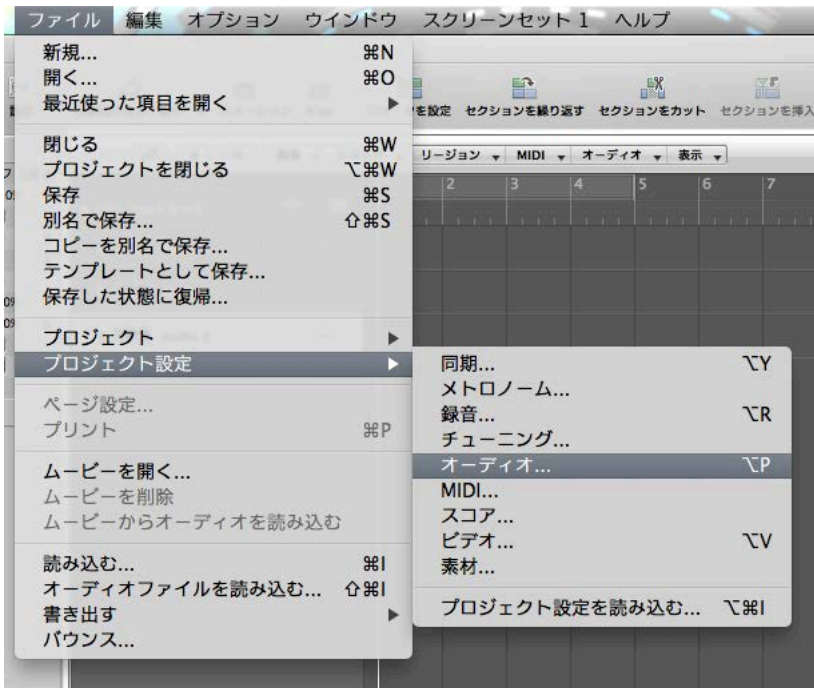 ファイル 編集 オプション ウインドウ スクリーンセット 1 ヘルプ
新規... ⌘N
開く... ⌘O
最近使った項目を開く ▶
閉じる ⌘W
プロジェクトを閉じる ⌥⌘W
保存 ⌘S
別名で保存... ⇧⌘S
コピーを別名で保存...
テンプレートとして保存...
保存した状態に復帰...
プロジェクト ▶
プロジェクト設定 ▶
ページ設定...
プリント ⌘P
ムービーを開く...
ムービーを削除
ムービーからオーディオを読み込む
読み込む... ⌘I
オーディオファイルを読み込む... ⇧⌘I
書き出す ▶
バウンス...
を設定 セクションを繰り返す セクションをカット セクションを挿入
リージョン MIDI オーディオ 表示
2 3 4 5 6 7
同期... ⌥Y
メトロノーム...
録音... ⌥R
チューニング...
オーディオ... ⌥P
MIDI...
スコア...
ビデオ... ⌥V
素材...
プロジェクト設定を読み込む... ⌥⌘I